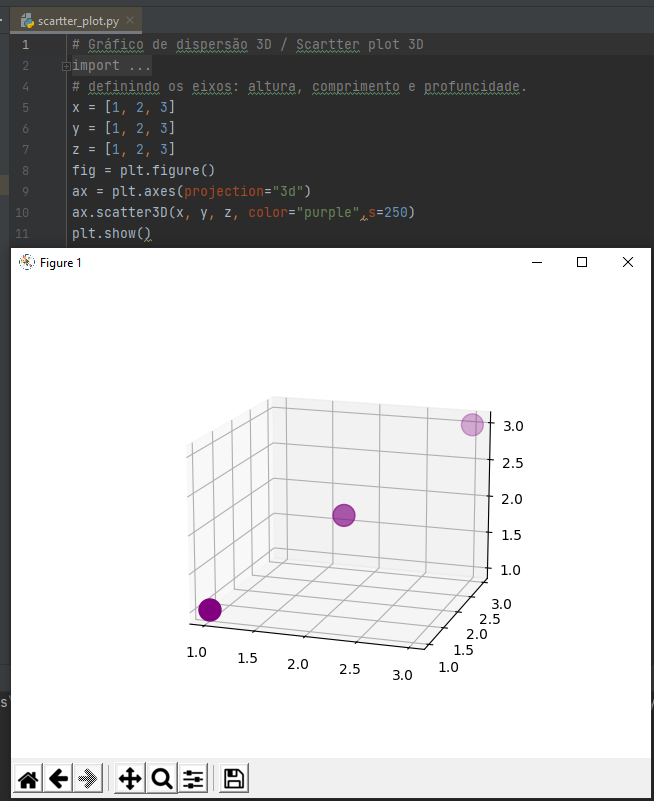 scartter_plot.py
1 # Gráfico de dispersão 3D / Scartter plot 3D
2 import ...
4 # definindo os eixos: altura, comprimento e profuncidade.
5 x = [1, 2, 3]
6 y = [1, 2, 3]
7 z = [1, 2, 3]
8 fig = plt.figure()
9 ax = plt.axes(projection="3d")
10 ax.scatter3D(x, y, z, color="purple",s=250)
11 plt.show()
Figure 1
3.0
2.5
2.0
1.5
1.0
3.0
2.5
2.0
1.5
1.0
1.0 1.5 2.0 2.5 3.0